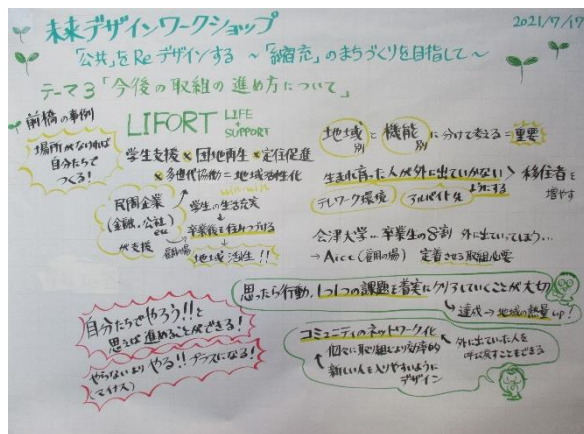 未来デザインワークショップ
2021/7/17
「公共」をReデザインする ～「縮充」のまちづくりを目指して～
テーマ3「今後の取組の進め方について」
前橋の事例
場所がなければ
自分たちで
つくる！
LIFORT LIFE SUPPORT
学生支援×団地再生×定住促進
×多世代協働=地域活性化
win-win
民間企業
(金融・公社)
etc
が支援
学生の生活充実
↓
卒業後も住みつづける
↓
地域活性!!
地域別と機能別に分けて考える=重要
生まれ育った人が外に出ていかない
ようにする
>移住者を
増やす
テレワーク環境
会津大学…卒業生の8割 外に出ていってしまう…
→Aicc(雇用の場) 定着させる取組必要
思ったら行動、1つ1つの課題を着実にクリアしていくことが大切
達成→地域の熱量up!
自分たちでやろう!!と
思えば進めることができる!
やらないよりやる!!プラスになる!
(マイナス)
コミュニティのネットワーク化
個々に取り組むより効率的
新しい人も入りやすいように
デザイン
外に出ていた人を
呼び戻すこともできる